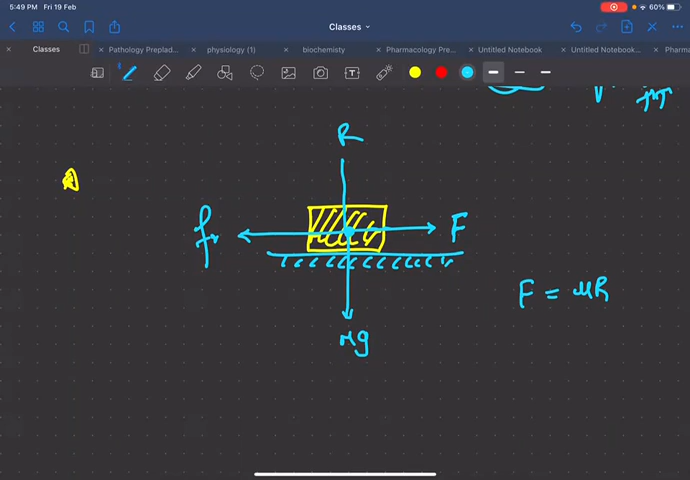 5:49 PM Fri 19 Feb
60%
Classes
Classes
Pathology Preplad...
physiology (1)
biochemisty
Pharmacology Pre...
Untitled Notebook
Untitled Notebook...
Pharma
T
R
fr
F
F = μR
Mg